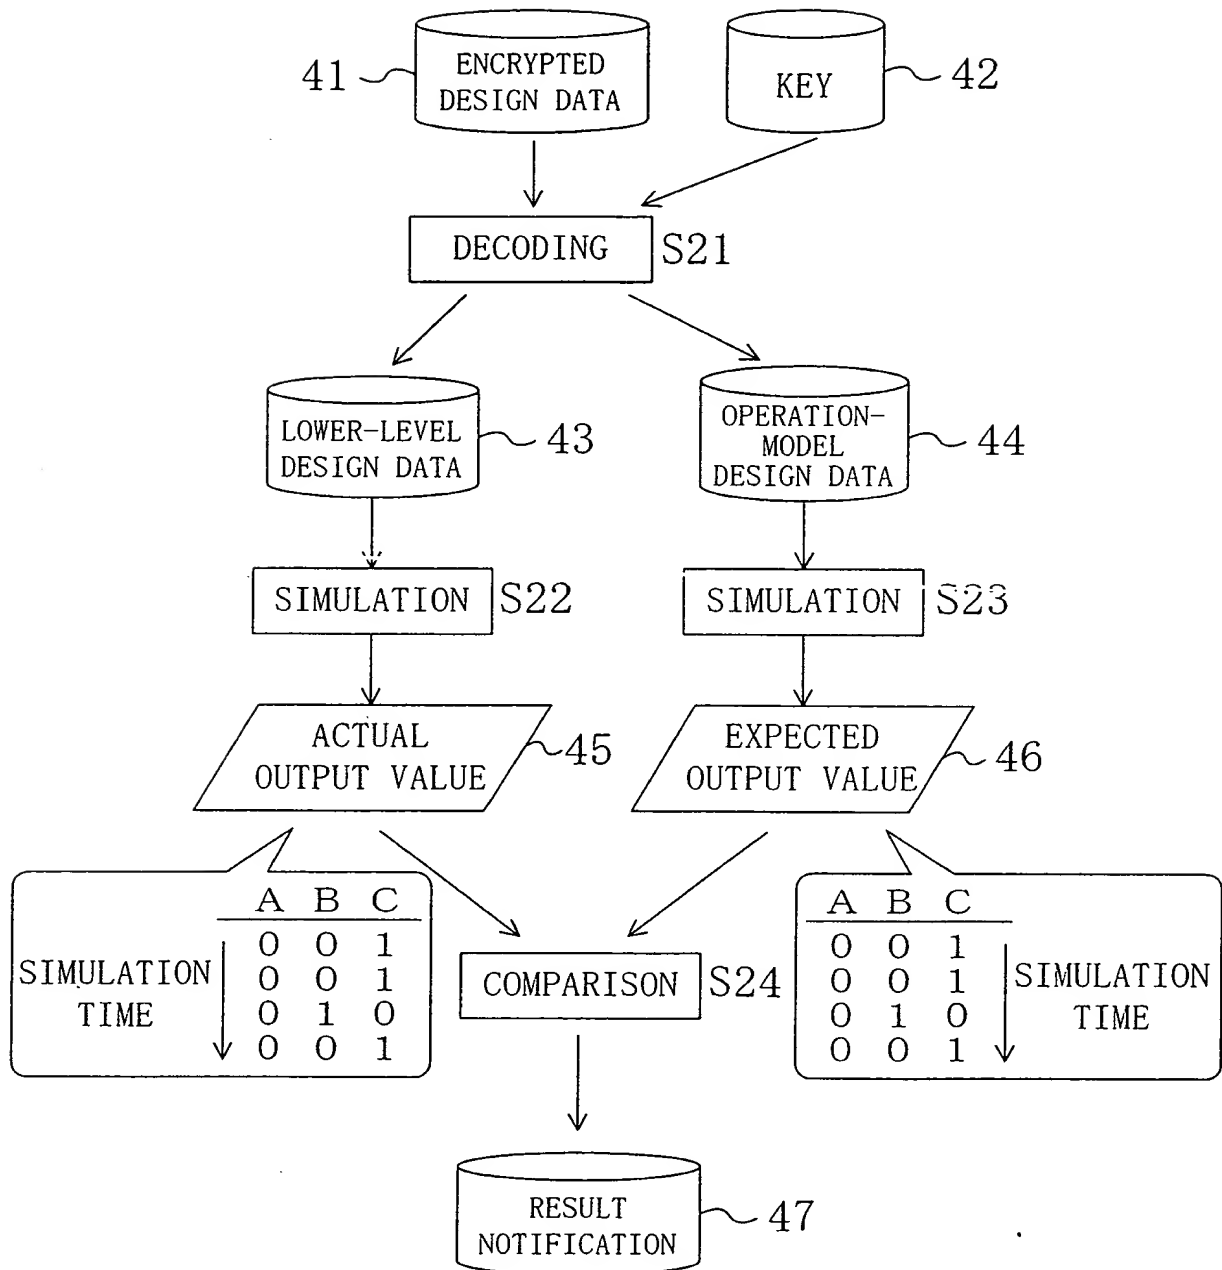 41
ENCRYPTED
DESIGN DATA
KEY
42
DECODING
S21
LOWER-LEVEL
DESIGN DATA
43
OPERATION-
MODEL
DESIGN DATA
44
SIMULATION
S22
SIMULATION
S23
ACTUAL
OUTPUT VALUE
45
EXPECTED
OUTPUT VALUE
46
SIMULATION
TIME
A B C
0 0 1
0 0 1
0 1 0
0 0 1
COMPARISON
S24
A B C
0 0 1
0 0 1
0 1 0
0 0 1
SIMULATION
TIME
RESULT
NOTIFICATION
47